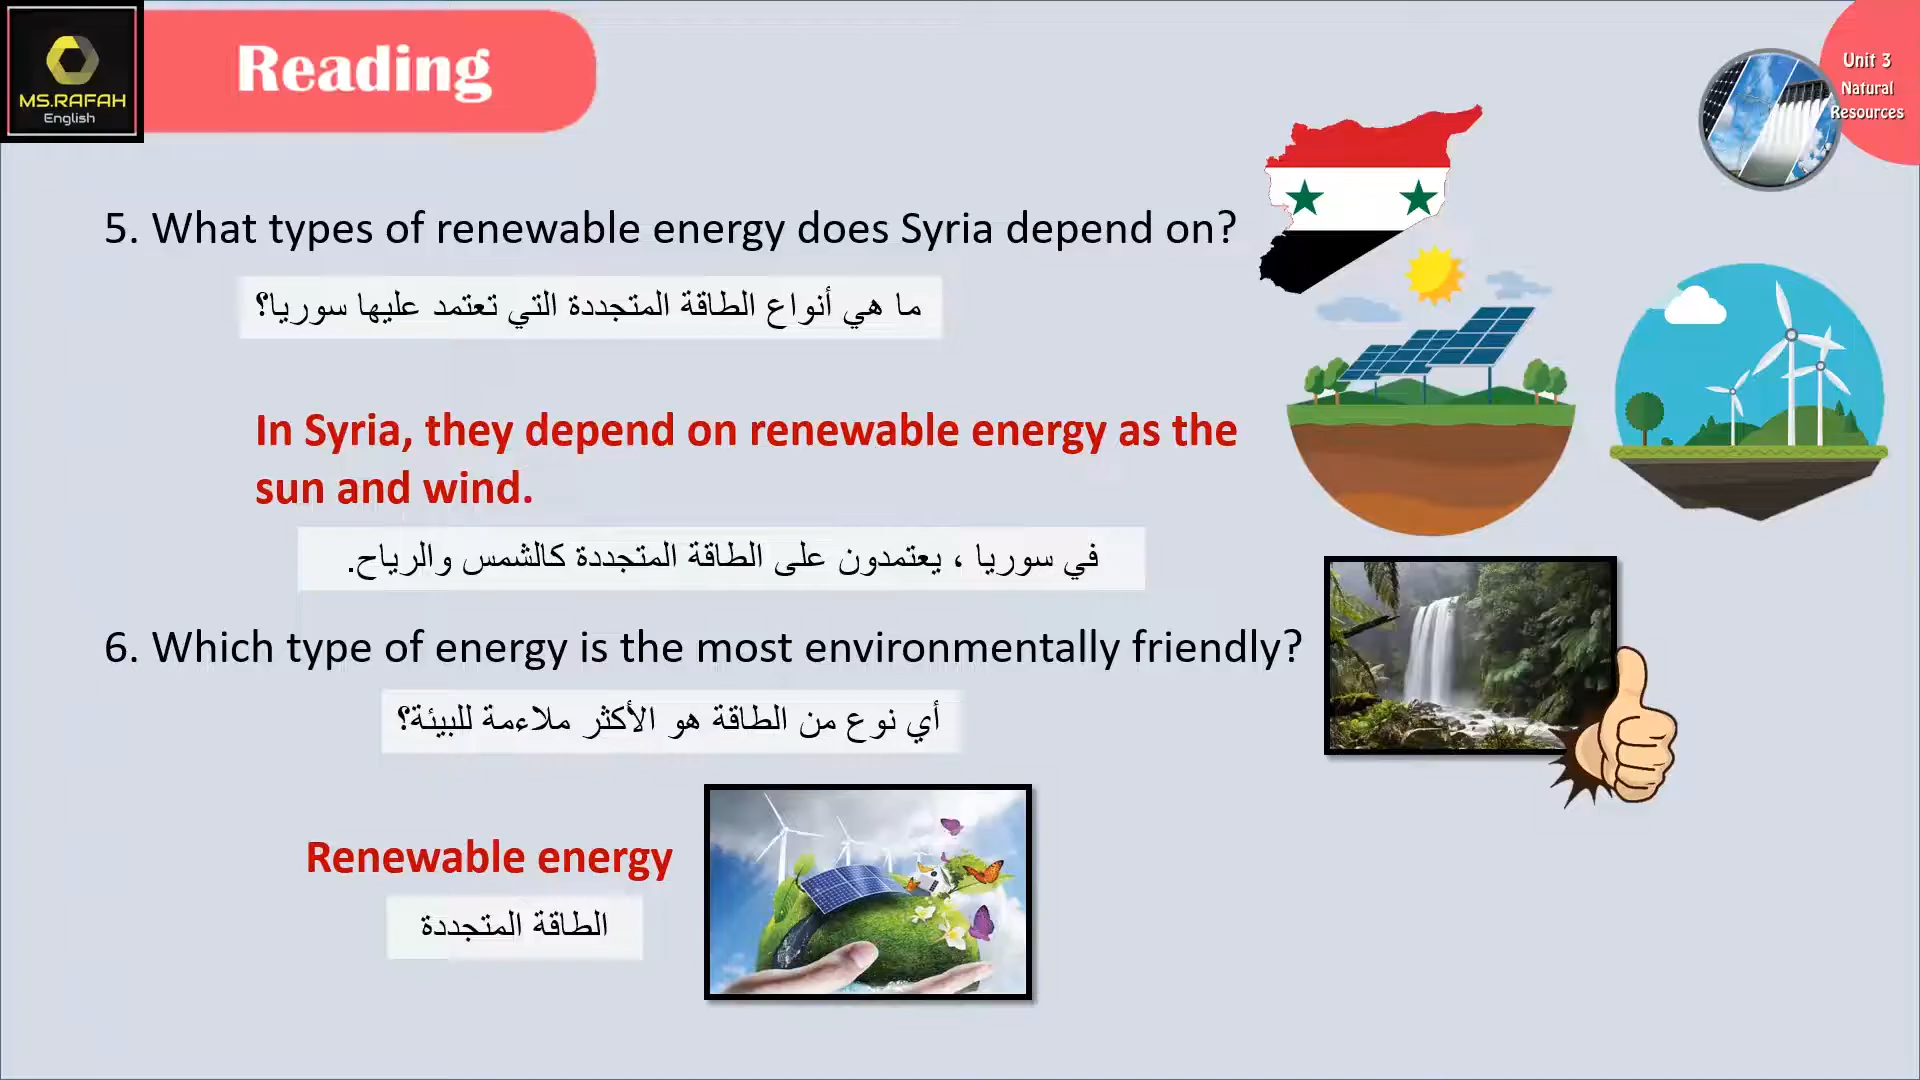 MS.RAFAH
English
Reading
Unit 3
Natural
Resources
5. What types of renewable energy does Syria depend on?
ما هي أنواع الطاقة المتجددة التي تعتمد عليها سوريا؟
In Syria, they depend on renewable energy as the
sun and wind.
في سوريا ، يعتمدون على الطاقة المتجددة كالشمس والرياح.
6. Which type of energy is the most environmentally friendly?
أي نوع من الطاقة هو الأكثر ملاءمة للبيئة؟
Renewable energy
الطاقة المتجددة